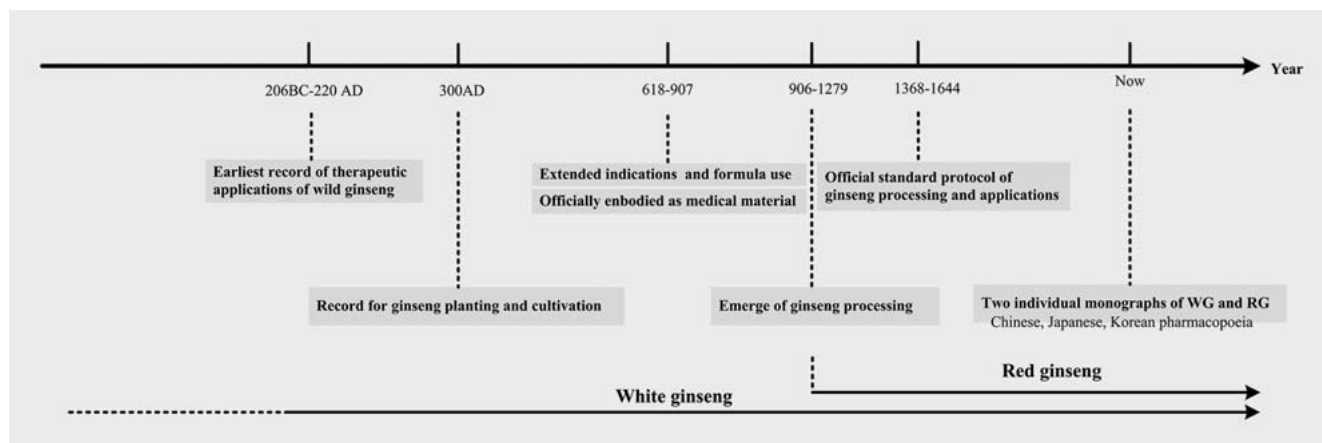 Year
206BC-220 AD
300AD
618-907
906-1279
1368-1644
Now
Earliest record of therapeutic
applications of wild ginseng
Extended indications and formula use
Officially enbodied as medical material
Official standard protocol of
ginseng processing and applications
Record for ginseng planting and cultivation
Emerge of ginseng processing
Two individual monographs of WG and RG
Chinese, Japanese, Korean pharmacopoeia
Red ginseng
White ginseng